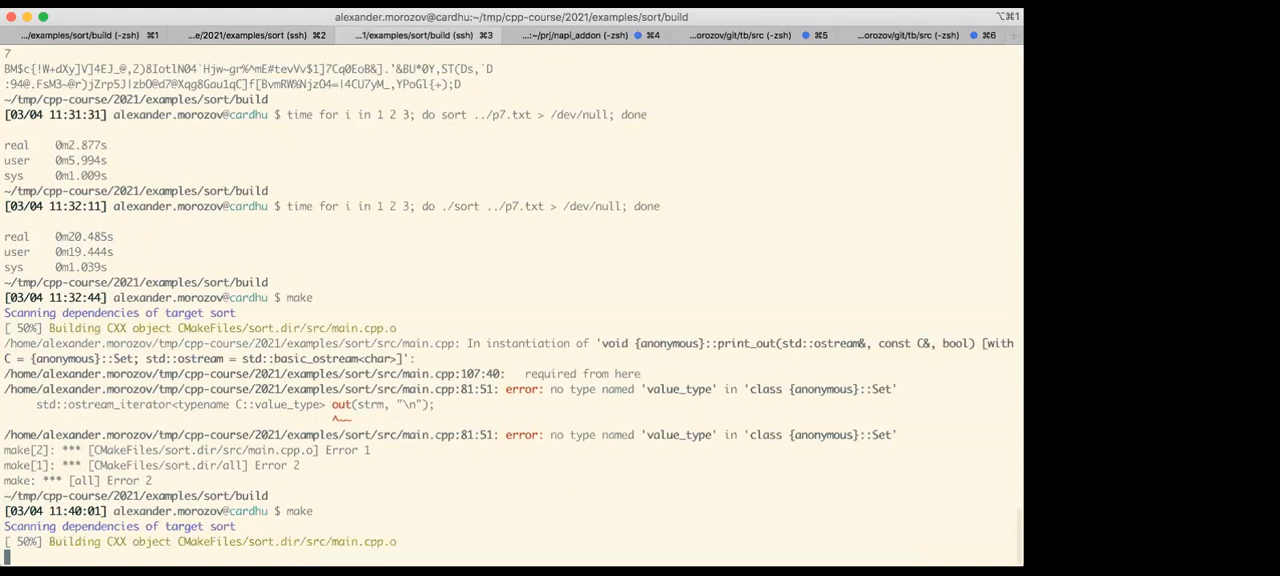 alexander.morozov@cardhu:~/tmp/cpp-course/2021/examples/sort/build
⌥⌘1
.../examples/sort/build (-zsh) ⌘1
...e/2021/examples/sort (ssh) ⌘2
...1/examples/sort/build (ssh) ⌘3
...:~/prj/napi_addon (-zsh) ⌘4
...orozov/git/tb/src (-zsh) ⌘5
...orozov/git/tb/src (-zsh) ⌘6
7
~/tmp/cpp-course/2021/examples/sort/build
[03/04 11:31:31] alexander.morozov@cardhu $ time for i in 1 2 3; do sort ../p7.txt > /dev/null; done
real 0m2.877s
user 0m5.994s
sys 0m1.009s
~/tmp/cpp-course/2021/examples/sort/build
[03/04 11:32:11] alexander.morozov@cardhu $ time for i in 1 2 3; do ./sort ../p7.txt > /dev/null; done
real 0m20.485s
user 0m19.444s
sys 0m1.039s
~/tmp/cpp-course/2021/examples/sort/build
[03/04 11:32:44] alexander.morozov@cardhu $ make
Scanning dependencies of target sort
[ 50%] Building CXX object CMakeFiles/sort.dir/src/main.cpp.o
/home/alexander.morozov/tmp/cpp-course/2021/examples/sort/src/main.cpp: In instantiation of 'void {anonymous}::print_out(std::ostream&, const C&, bool) [with
C = {anonymous}::Set; std::ostream = std::basic_ostream<char>]':
/home/alexander.morozov/tmp/cpp-course/2021/examples/sort/src/main.cpp:107:40: required from here
/home/alexander.morozov/tmp/cpp-course/2021/examples/sort/src/main.cpp:81:51: error: no type named 'value_type' in 'class {anonymous}::Set'
std::ostream_iterator<typename C::value_type> out(strm, "\n");
^~~
/home/alexander.morozov/tmp/cpp-course/2021/examples/sort/src/main.cpp:81:51: error: no type named 'value_type' in 'class {anonymous}::Set'
make[2]: *** [CMakeFiles/sort.dir/src/main.cpp.o] Error 1
make[1]: *** [CMakeFiles/sort.dir/all] Error 2
make: *** [all] Error 2
~/tmp/cpp-course/2021/examples/sort/build
[03/04 11:40:01] alexander.morozov@cardhu $ make
Scanning dependencies of target sort
[ 50%] Building CXX object CMakeFiles/sort.dir/src/main.cpp.o